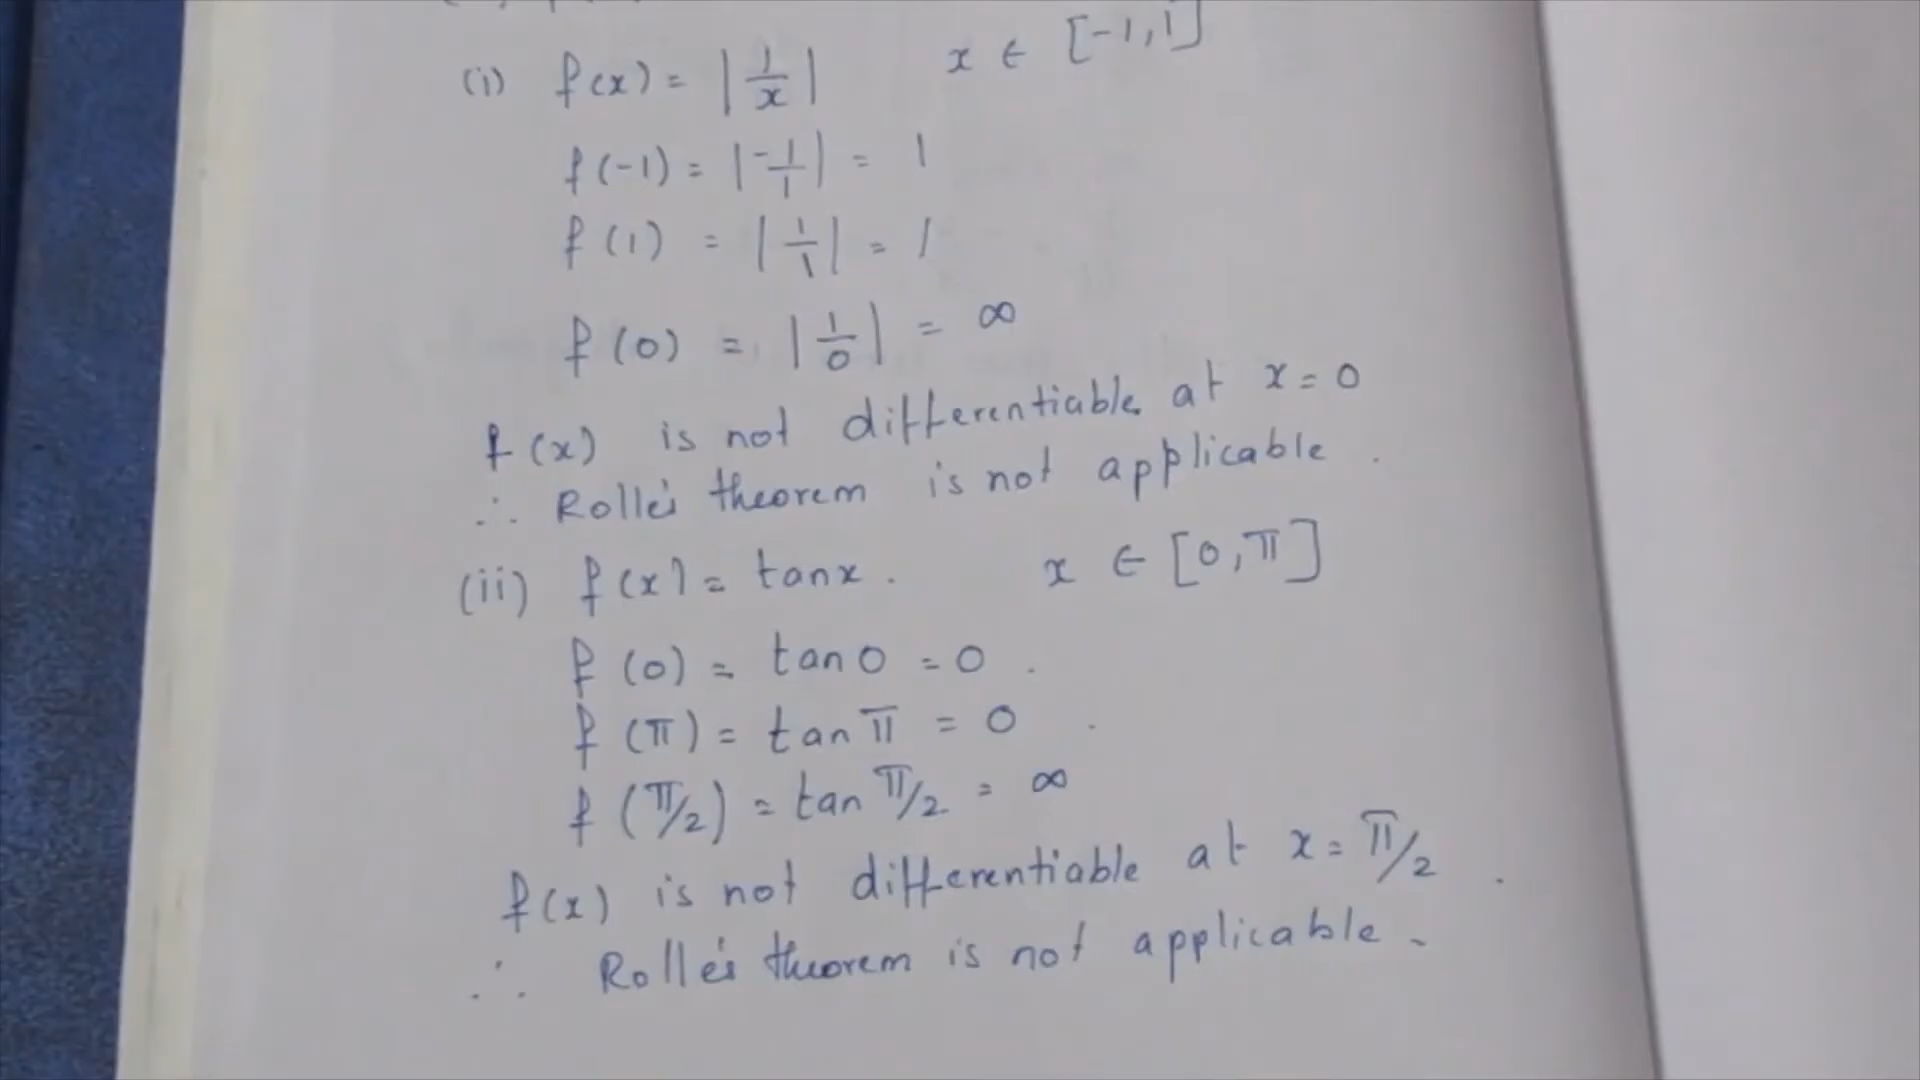 (i) f(x) = |1/x| x ∈ [-1,1]
f(-1) = |-1/1| = 1
f(1) = |1/1| = 1
f(0) = |1/0| = ∞
f(x) is not differentiable at x = 0
∴ Rolle's theorem is not applicable.
(ii) f(x) = tanx. x ∈ [0,π]
f(0) = tan 0 = 0.
f(π) = tan π = 0.
f(π/2) = tan π/2 = ∞
f(x) is not differentiable at x = π/2.
∴ Rolle's theorem is not applicable.